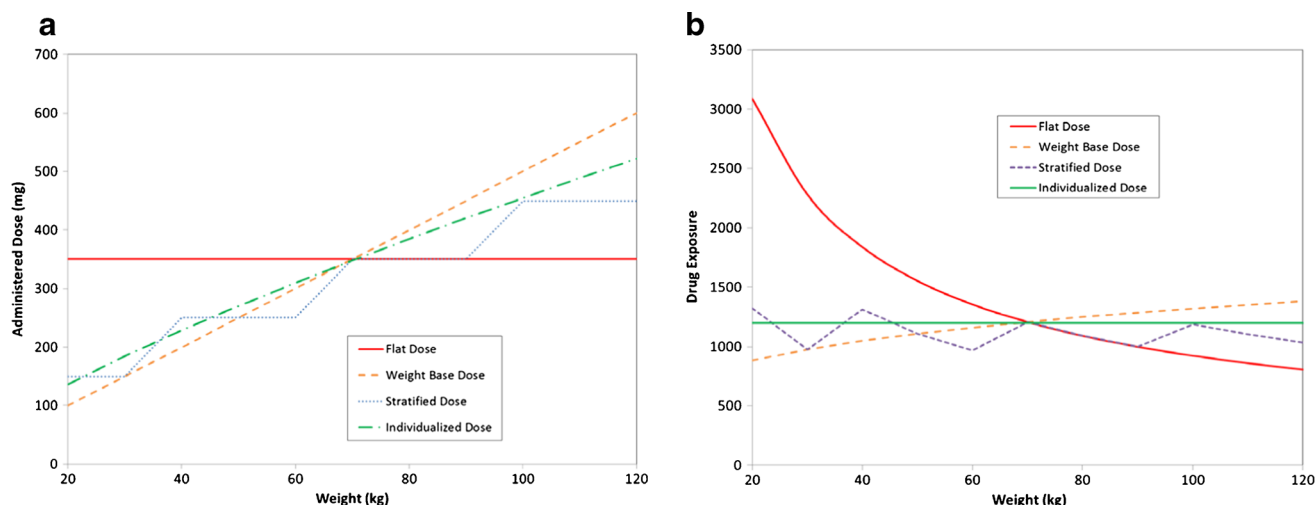 a
Administered Dose (mg)
700
600
500
400
300
200
100
0
20
40
60
80
100
120
Weight (kg)
Flat Dose
Weight Base Dose
Stratified Dose
Individualized Dose
b
Drug Exposure
3500
3000
2500
2000
1500
1000
500
0
20
40
60
80
100
120
Weight (kg)
Flat Dose
Weight Base Dose
Stratified Dose
Individualized Dose